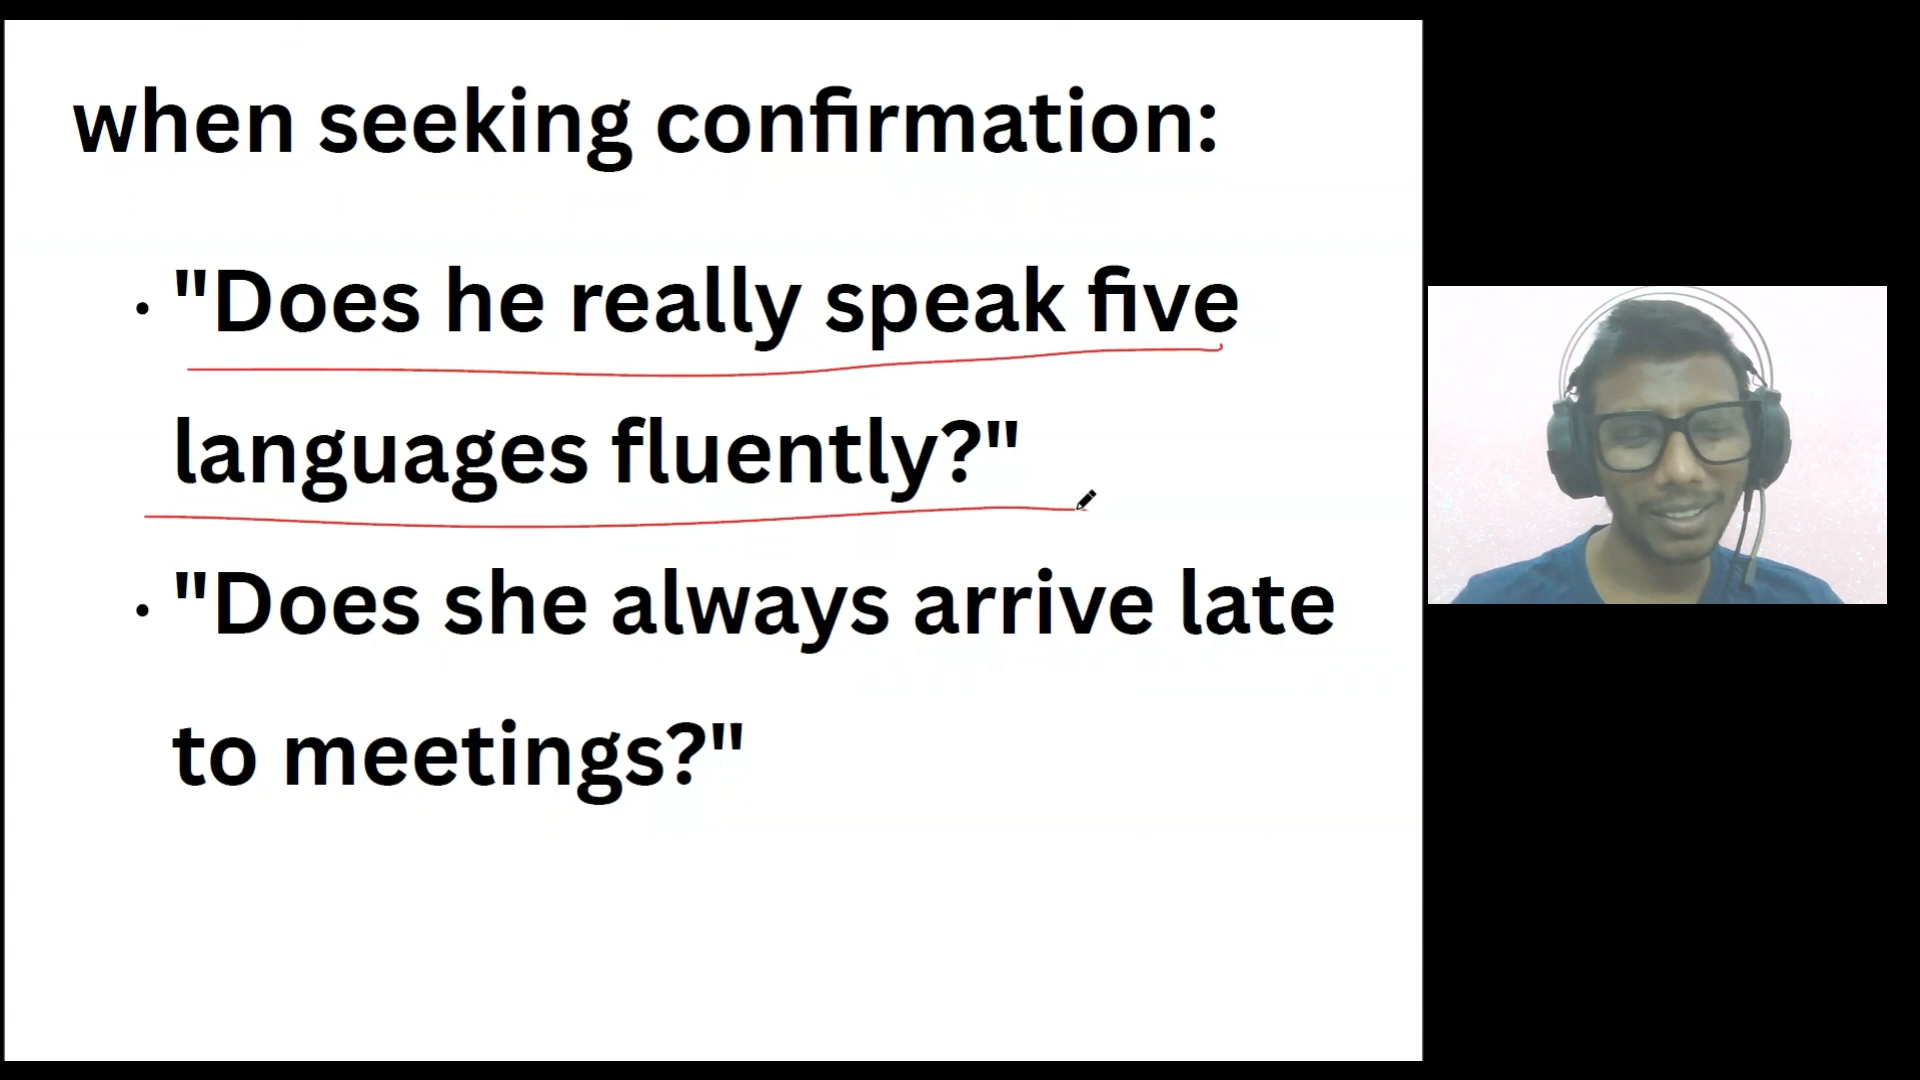 when seeking confirmation:
· "Does he really speak five
languages fluently?"
· "Does she always arrive late
to meetings?"